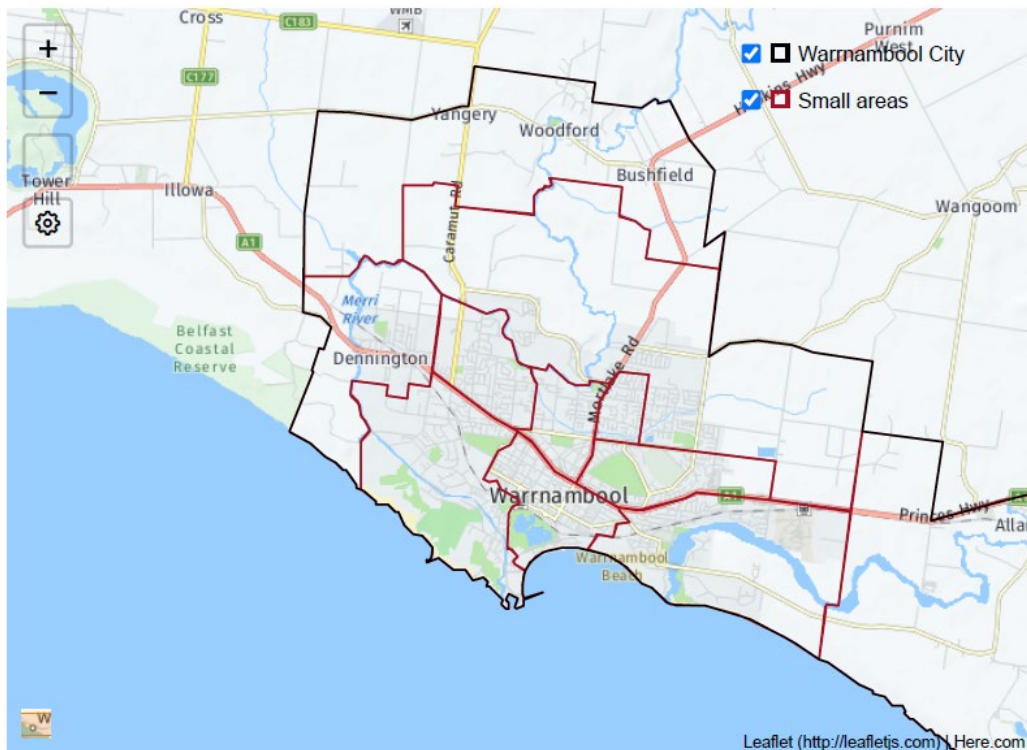 Cross
WMB
C183
Purnim
West
+
C177
Warrnambool City
−
Hopkins Hwy
Small areas
Yangery
Woodford
Bushfield
Tower
Hill
Illowa
Caramut Rd
Wangoom
A1
Merri
River
Belfast
Coastal
Reserve
Dennington
Mortlake Rd
Warrnambool
A1
Princes Hwy
Allan
Warrnambool
Beach
W
Leaflet (http://leafletjs.com) | Here.com